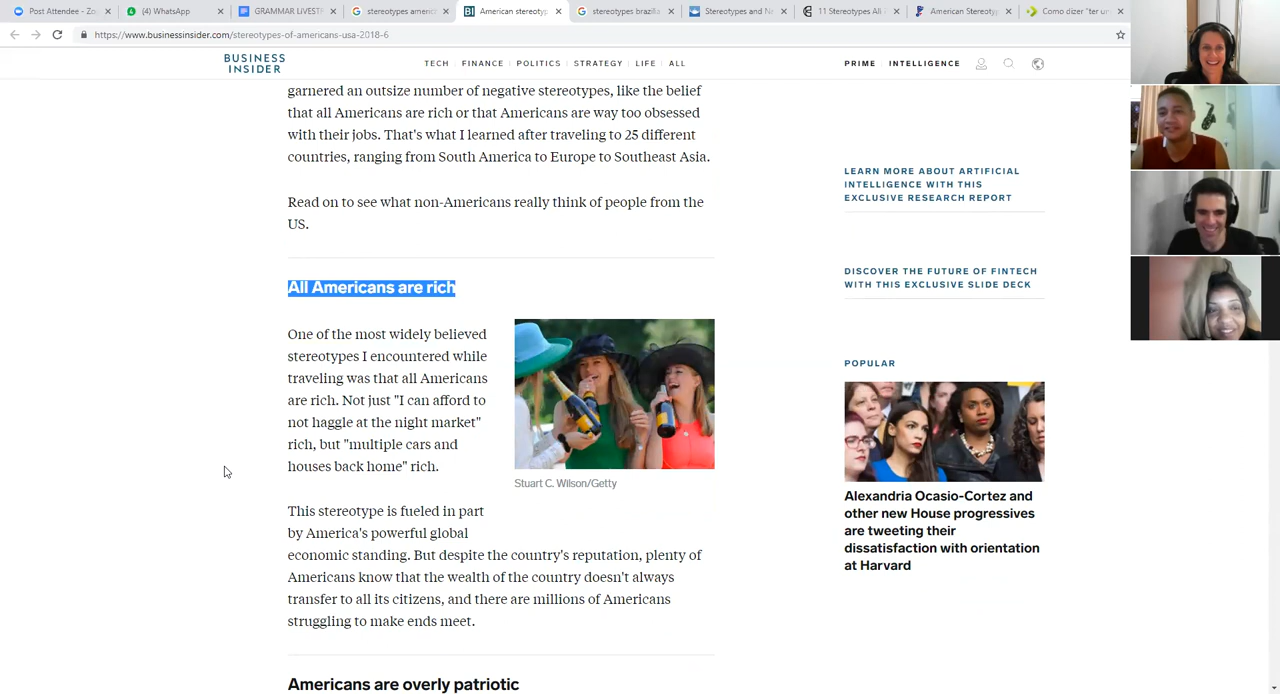 Post Attendee - Zo
(4) WhatsApp
GRAMMAR LiVEST
stereotypes americ
American stereotyp
stereotypes brazilia
Stereotypes and N
11 Stereotypes All
American Stereoty
Como dizer "ter um
https://www.businessinsider.com/stereotypes-of-americans-usa-2018-6
BUSINESS
INSIDER
TECH FINANCE POLITICS STRATEGY LIFE ALL
PRIME INTELLIGENCE
garnered an outsize number of negative stereotypes, like the belief
that all Americans are rich or that Americans are way too obsessed
with their jobs. That's what I learned after traveling to 25 different
countries, ranging from South America to Europe to Southeast Asia.
Read on to see what non-Americans really think of people from the
US.
All Americans are rich
One of the most widely believed
stereotypes I encountered while
traveling was that all Americans
are rich. Not just "I can afford to
not haggle at the night market"
rich, but "multiple cars and
houses back home" rich.
Stuart C. Wilson/Getty
This stereotype is fueled in part
by America's powerful global
economic standing. But despite the country's reputation, plenty of
Americans know that the wealth of the country doesn't always
transfer to all its citizens, and there are millions of Americans
struggling to make ends meet.
Americans are overly patriotic
LEARN MORE ABOUT ARTIFICIAL
INTELLIGENCE WITH THIS
EXCLUSIVE RESEARCH REPORT
DISCOVER THE FUTURE OF FINTECH
WITH THIS EXCLUSIVE SLIDE DECK
POPULAR
Alexandria Ocasio-Cortez and
other new House progressives
are tweeting their
dissatisfaction with orientation
at Harvard